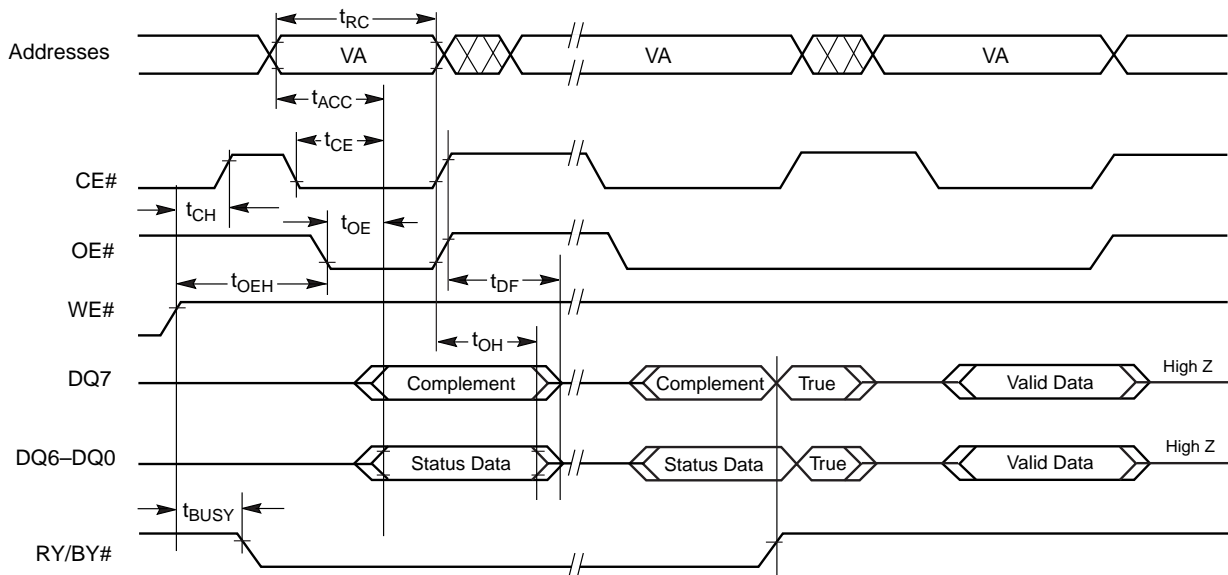 tRC
Addresses VA VA VA
tACC
tCE
CE#
tCH tOE
OE#
tOEH tDF
WE#
tOH
DQ7 Complement Complement True Valid Data High Z
DQ6–DQ0 Status Data Status Data True Valid Data High Z
tBUSY
RY/BY#